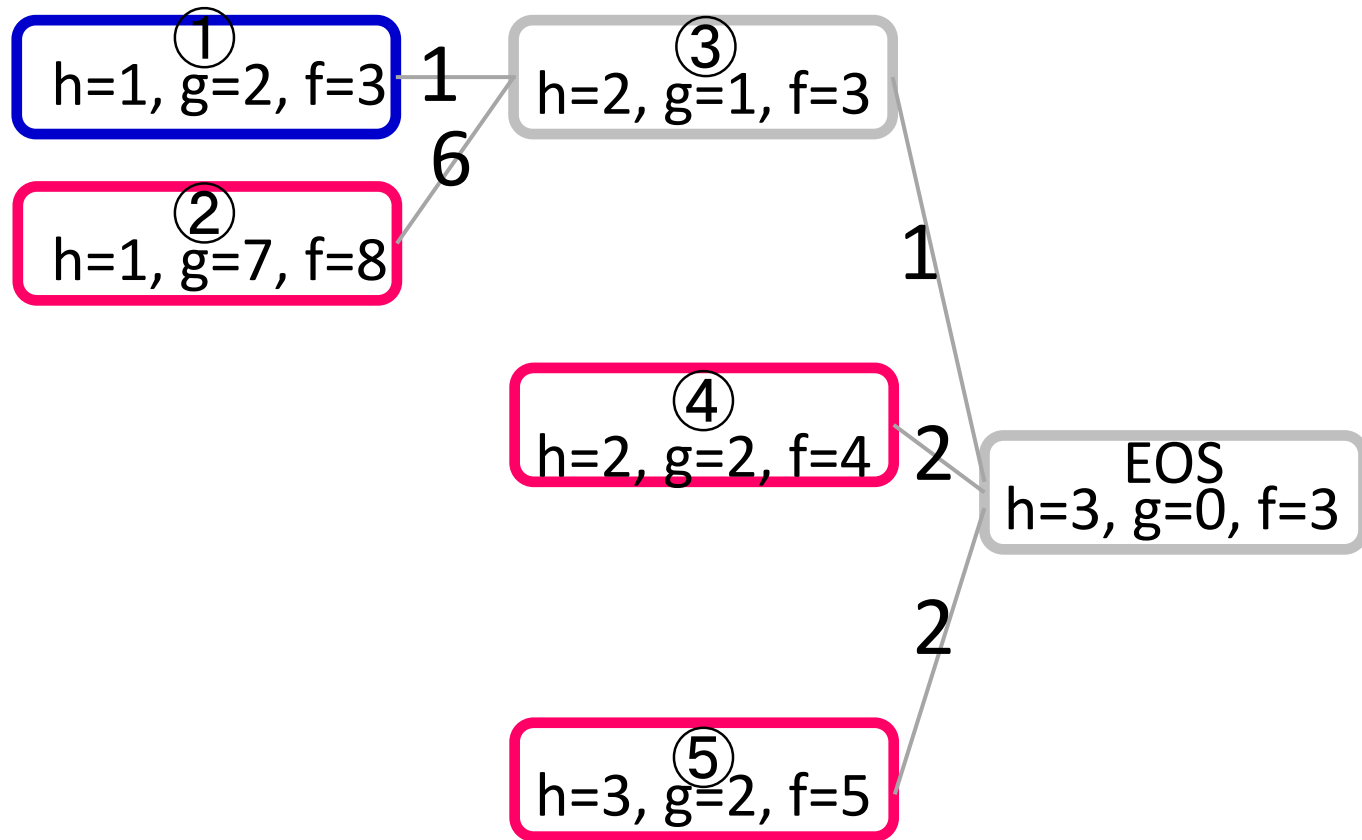 ①
h=1, g=2, f=3
1
③
h=2, g=1, f=3
6
②
h=1, g=7, f=8
1
④
h=2, g=2, f=4
2
EOS
h=3, g=0, f=3
2
⑤
h=3, g=2, f=5